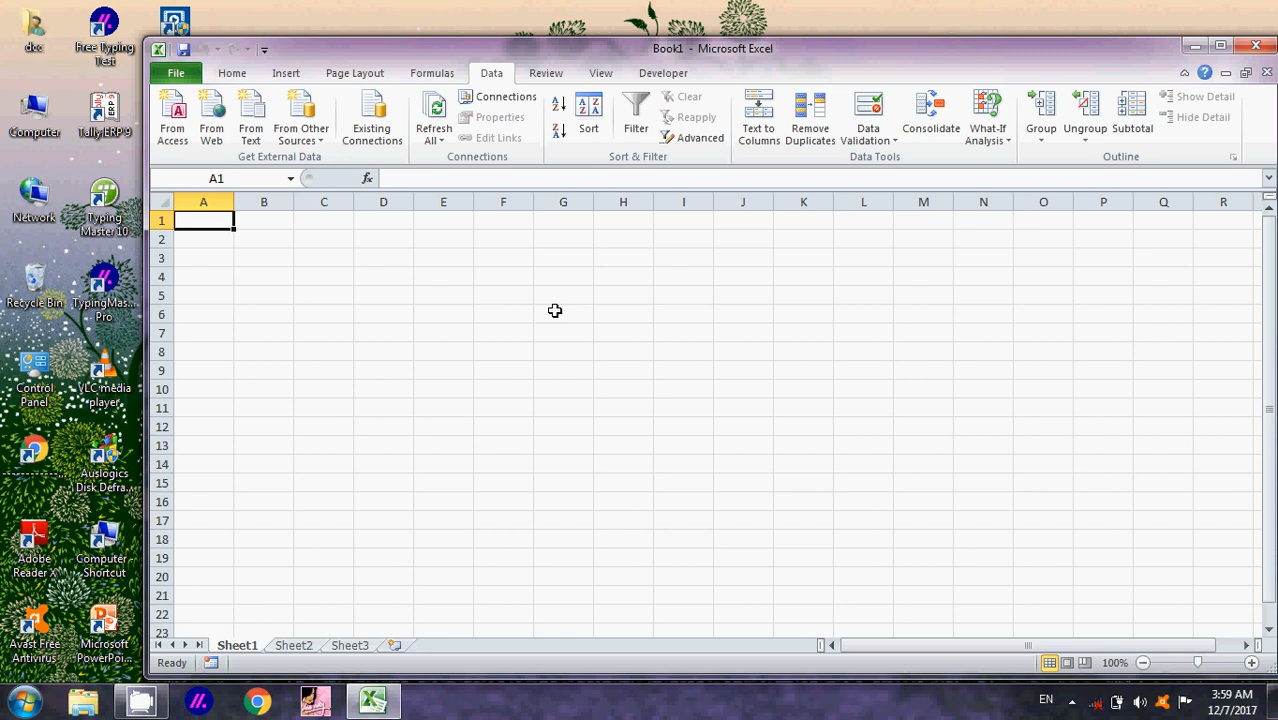 dcc
Free Typing
Test
Computer
Tally.ERP 9
Network
Typing
Master 10
Recycle Bin
TypingMas...
Pro
Control
Panel
VLC media
player
Auslogics
Disk Defra...
Adobe
Reader X
Computer -
Shortcut
Avast Free
Antivirus
Microsoft
PowerPoi...
Book1 - Microsoft Excel
File Home Insert Page Layout Formulas Data Review View Developer
From
Access
From
Web
From
Text
From Other
Sources
Existing
Connections
Get External Data
Refresh
All
Connections
Properties
Edit Links
Connections
Sort
Filter
Clear
Reapply
Advanced
Sort & Filter
Text to
Columns
Remove
Duplicates
Data
Validation
Consolidate
What-If
Analysis
Data Tools
Group
Ungroup
Subtotal
Show Detail
Hide Detail
Outline
A1 fx
A B C D E F G H I J K L M N O P Q R
1
2
3
4
5
6
7
8
9
10
11
12
13
14
15
16
17
18
19
20
21
22
23
Sheet1 Sheet2 Sheet3
Ready 100%
EN
3:59 AM
12/7/2017